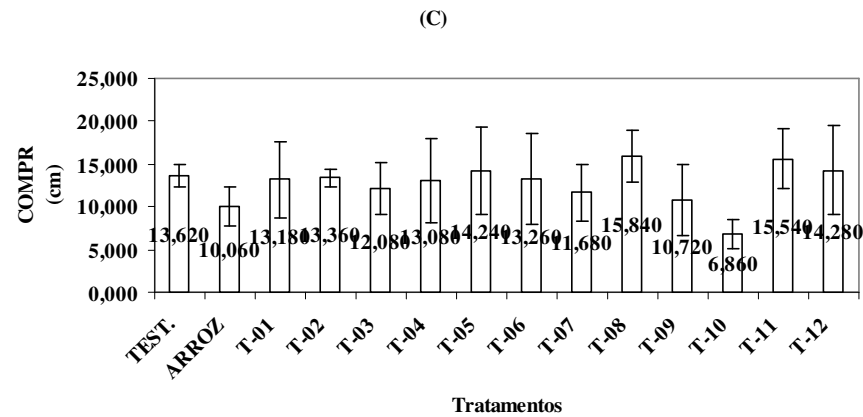 (C)
25,000
20,000
15,000
10,000
5,000
0,000
COMPR
(cm)
13,620 10,060 13,180 13,360 12,080 13,080 14,240 13,260 11,680 15,840 10,720 6,860 15,540 14,280
TEST. ARROZ T-01 T-02 T-03 T-04 T-05 T-06 T-07 T-08 T-09 T-10 T-11 T-12
Tratamentos